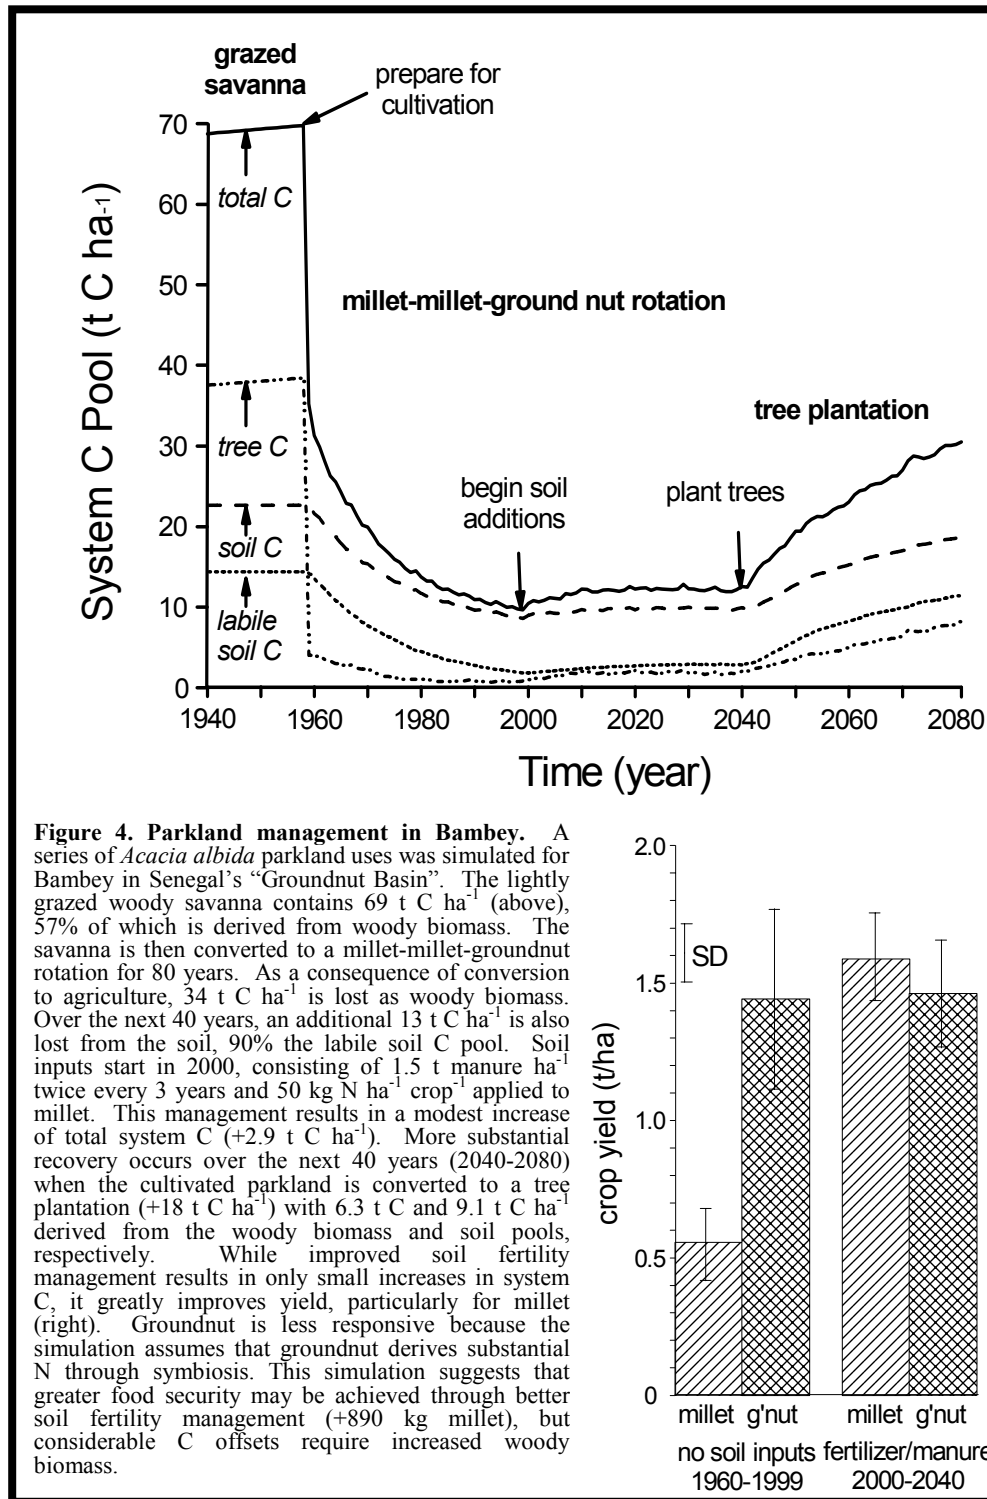 grazed
savanna
prepare for
cultivation
70
60
50
40
30
20
10
0
System C Pool (t C ha-1)
total C
tree C
soil C
labile
soil C
millet-millet-ground nut rotation
tree plantation
begin soil
additions
plant trees
1940 1960 1980 2000 2020 2040 2060 2080
Time (year)
Figure 4. Parkland management in Bambey. A
series of Acacia albida parkland uses was simulated for
Bambey in Senegal's “Groundnut Basin”. The lightly
grazed woody savanna contains 69 t C ha-1 (above),
57% of which is derived from woody biomass. The
savanna is then converted to a millet-millet-groundnut
rotation for 80 years. As a consequence of conversion
to agriculture, 34 t C ha-1 is lost as woody biomass.
Over the next 40 years, an additional 13 t C ha-1 is also
lost from the soil, 90% the labile soil C pool. Soil
inputs start in 2000, consisting of 1.5 t manure ha-1
twice every 3 years and 50 kg N ha-1 crop-1 applied to
millet. This management results in a modest increase
of total system C (+2.9 t C ha-1). More substantial
recovery occurs over the next 40 years (2040-2080)
when the cultivated parkland is converted to a tree
plantation (+18 t C ha-1) with 6.3 t C and 9.1 t C ha-1
derived from the woody biomass and soil pools,
respectively. While improved soil fertility
management results in only small increases in system
C, it greatly improves yield, particularly for millet
(right). Groundnut is less responsive because the
simulation assumes that groundnut derives substantial
N through symbiosis. This simulation suggests that
greater food security may be achieved through better
soil fertility management (+890 kg millet), but
considerable C offsets require increased woody
biomass.
2.0
1.5
1.0
0.5
0
crop yield (t/ha)
SD
millet g'nut millet g'nut
no soil inputs fertilizer/manure
1960-1999 2000-2040